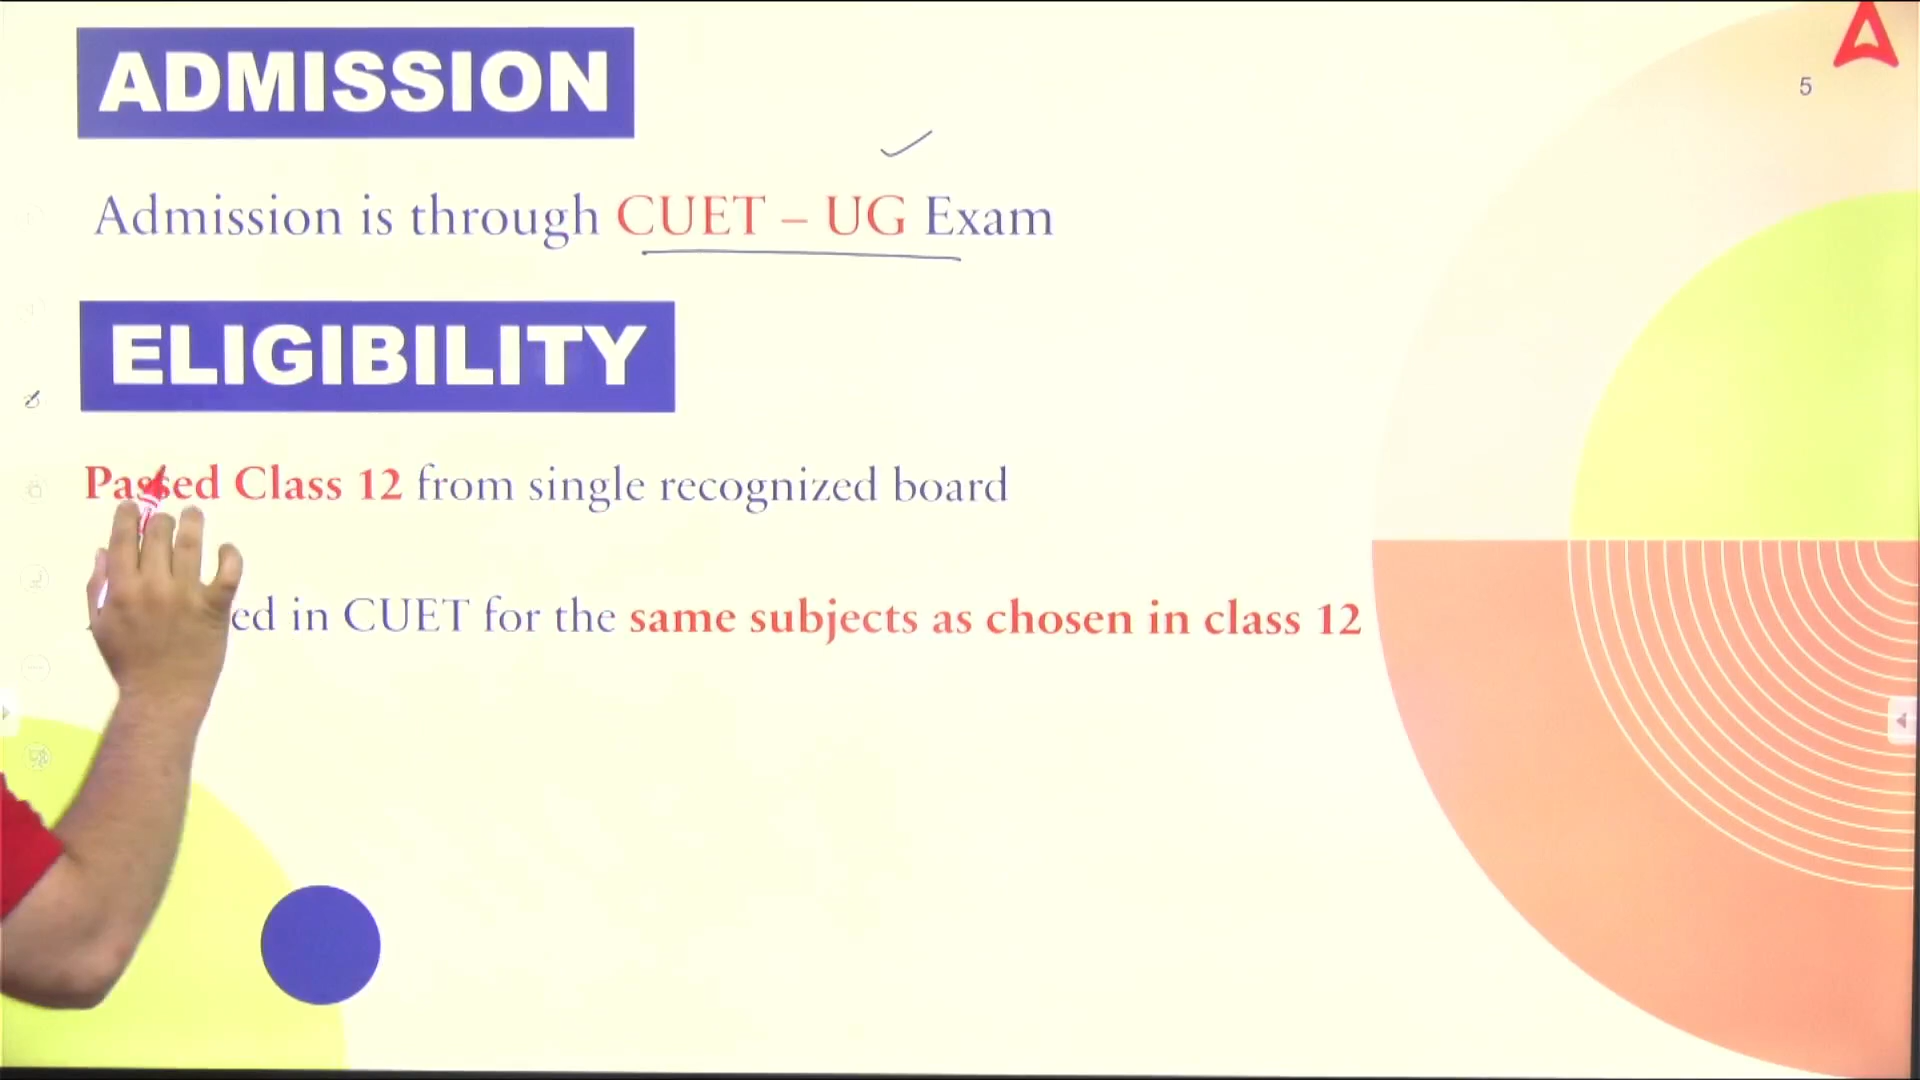 ADMISSION
5
Admission is through CUET – UG Exam
ELIGIBILITY
Passed Class 12 from single recognized board
in CUET for the same subjects as chosen in class 12